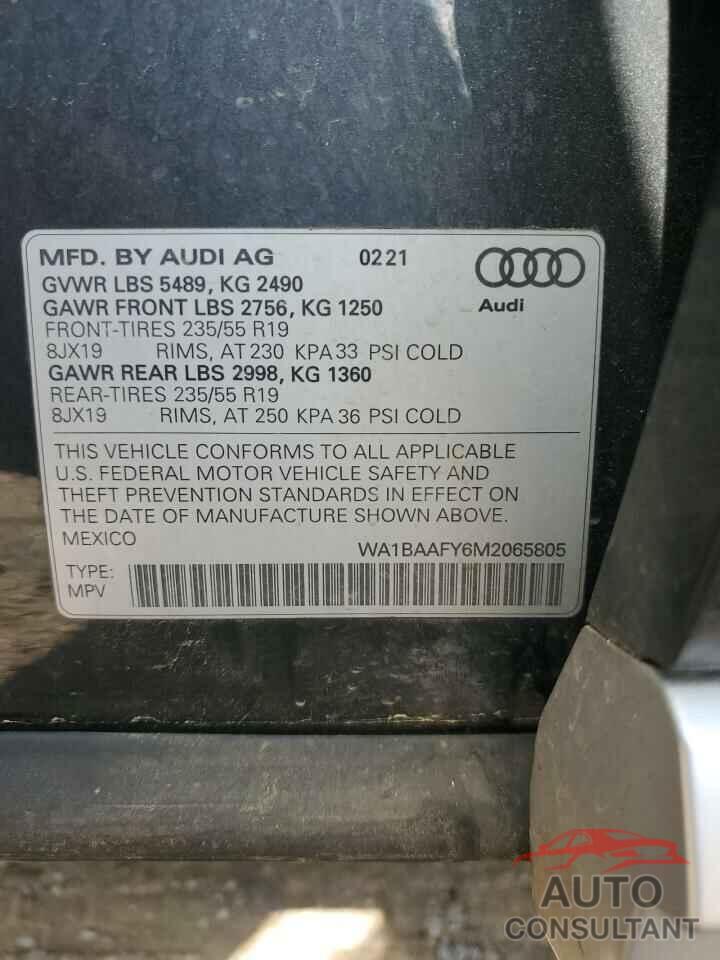 MFD. BY AUDI AG 0221
GVWR LBS 5489, KG 2490
GAWR FRONT LBS 2756, KG 1250
Audi
FRONT-TIRES 235/55 R19
8JX19 RIMS, AT 230 KPA 33 PSI COLD
GAWR REAR LBS 2998, KG 1360
REAR-TIRES 235/55 R19
8JX19 RIMS, AT 250 KPA 36 PSI COLD
THIS VEHICLE CONFORMS TO ALL APPLICABLE
U.S. FEDERAL MOTOR VEHICLE SAFETY AND
THEFT PREVENTION STANDARDS IN EFFECT ON
THE DATE OF MANUFACTURE SHOWN ABOVE.
MEXICO WA1BAAFY6M2065805
TYPE:
MPV
AUTO
CONSULTANT